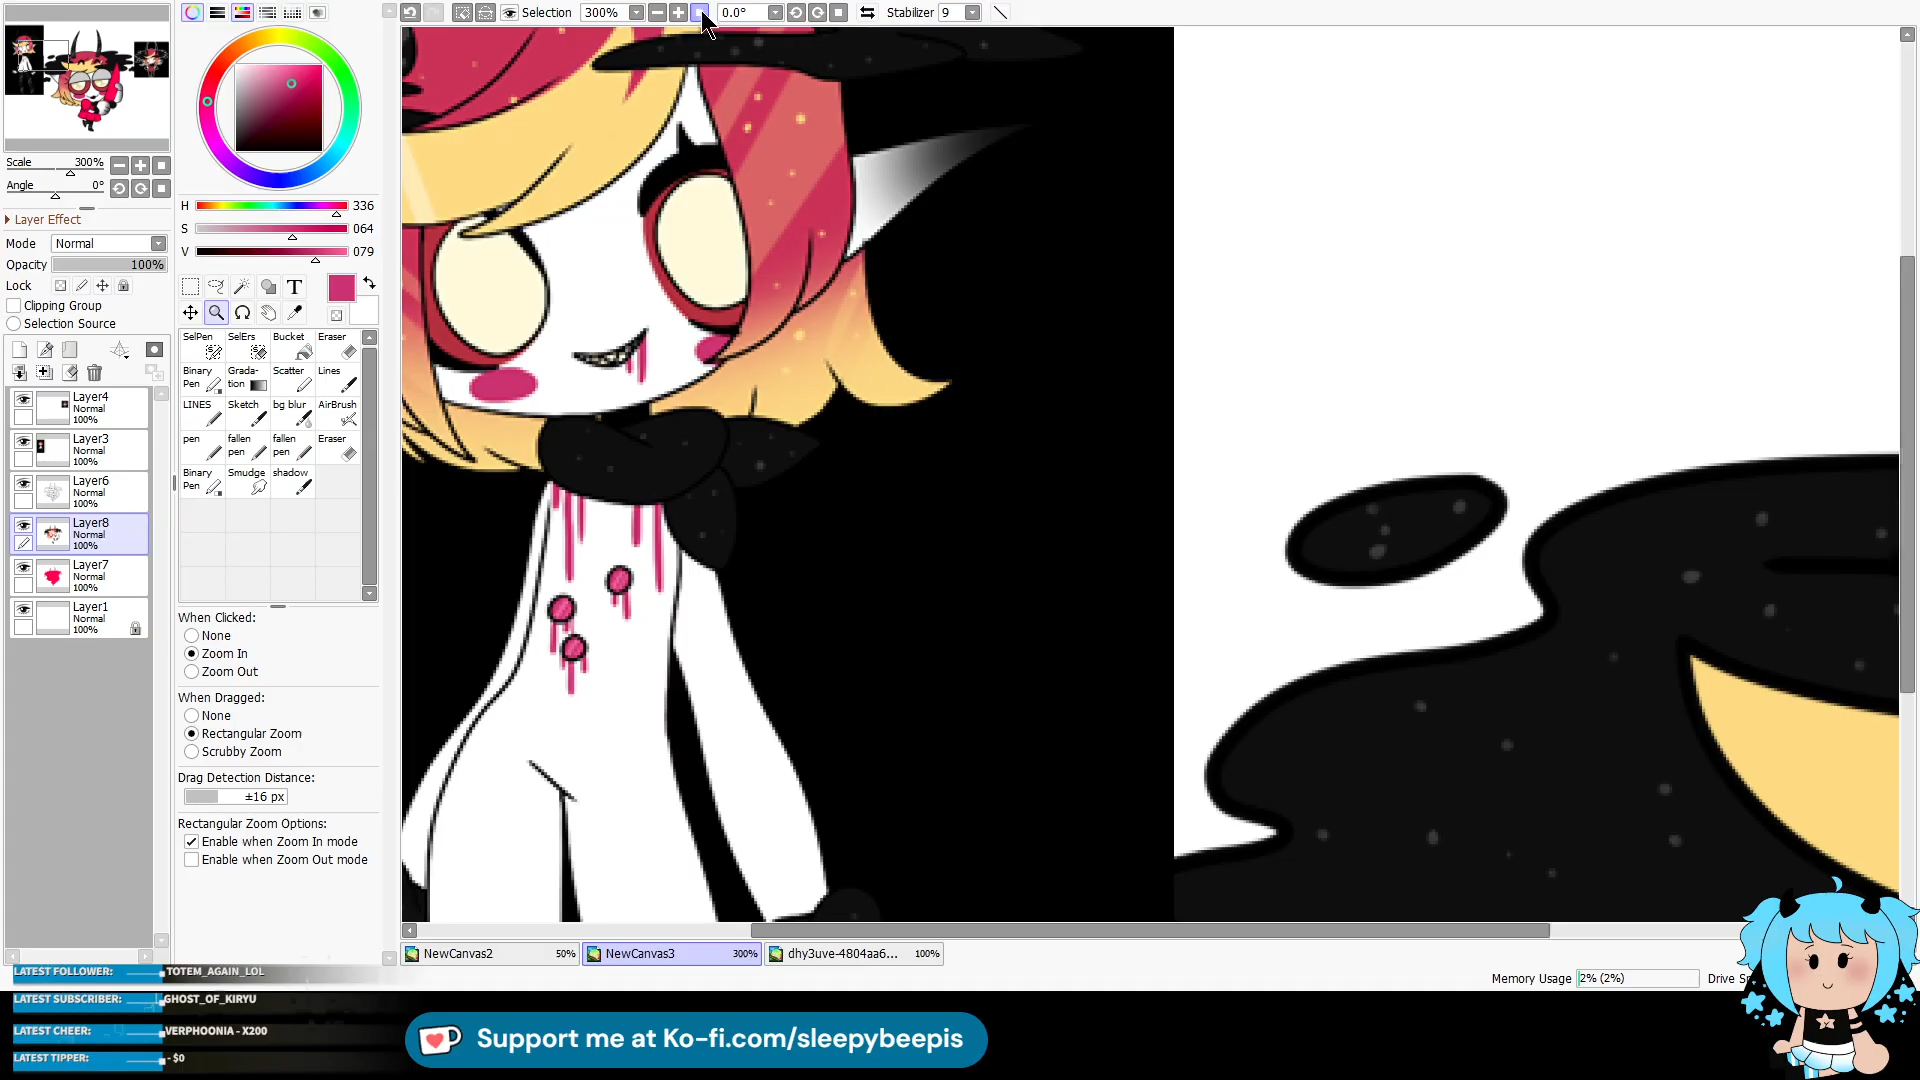 Selection
300%
0.0°
Stabilizer 9
Scale 300%
Angle 0°
Layer Effect
Mode Normal
Opacity 100%
Lock
Clipping Group
Selection Source
Layer4
Normal
100%
Layer3
Normal
100%
Layer6
Normal
100%
Layer8
Normal
100%
Layer7
Normal
100%
Layer1
Normal
100%
H 336
S 064
V 079
T
SelPen SelErs Bucket Eraser
Binary Pen Grada-tion Scatter Lines
LINES Sketch bg blur AirBrush
pen fallen pen fallen pen Eraser
Binary Pen Smudge shadow
When Clicked:
None
Zoom In
Zoom Out
When Dragged:
None
Rectangular Zoom
Scrubby Zoom
Drag Detection Distance:
±16 px
Rectangular Zoom Options:
Enable when Zoom In mode
Enable when Zoom Out mode
NewCanvas2 50%
NewCanvas3 300%
dhy3uve-4804aa6... 100%
Memory Usage 2% (2%)
LATEST FOLLOWER: TOTEM_AGAIN_LOL
LATEST SUBSCRIBER: GHOST_OF_KIRYU
LATEST CHEER: VERPHOONIA - X200
LATEST TIPPER: - $0
Support me at Ko-fi.com/sleepybeepis